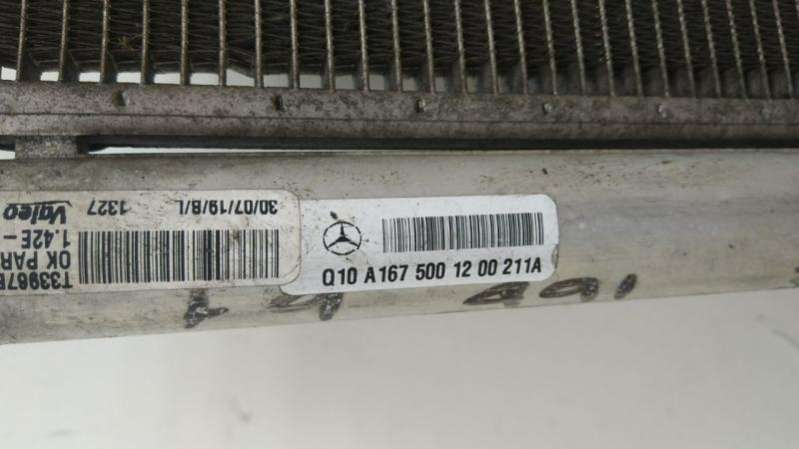 Q10 A167 500 12 00 211A
T33967
OK PAR
1.42E-
Valeo 1327 30/07/19/B/L